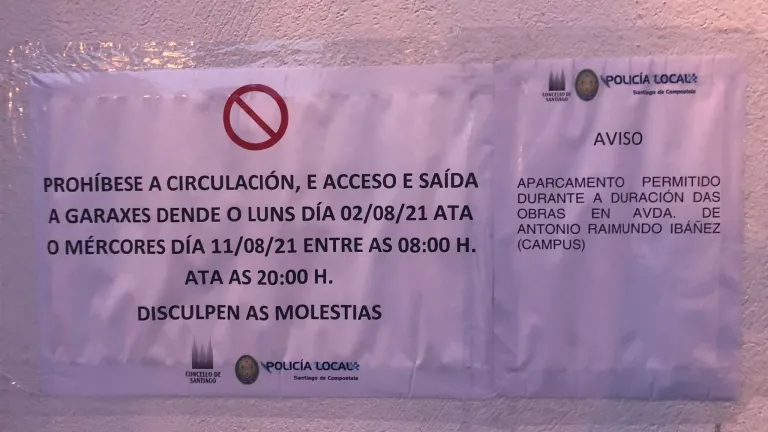 PROHÍBESE A CIRCULACIÓN, E ACCESO E SAÍDA
A GARAXES DENDE O LUNS DÍA 02/08/21 ATA
O MÉRCORES DÍA 11/08/21 ENTRE AS 08:00 H.
ATA AS 20:00 H.
DISCULPEN AS MOLESTIAS
CONCELLO DE
SANTIAGO
POLICÍA LOCAL
Santiago de Compostela
CONCELLO DE
SANTIAGO
POLICÍA LOCAL
Santiago de Compostela
AVISO
APARCAMENTO PERMITIDO
DURANTE A DURACIÓN DAS
OBRAS EN AVDA. DE
ANTONIO RAIMUNDO IBÁÑEZ
(CAMPUS)